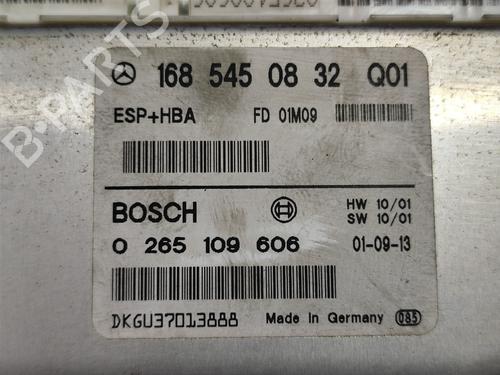 168 545 08 32 Q01
ESP+HBA FD 01M09
BOSCH HW 10/01
SW 10/01
0 265 109 606 01-09-13
DKGU37013888 Made in Germany 085
B-PARTS